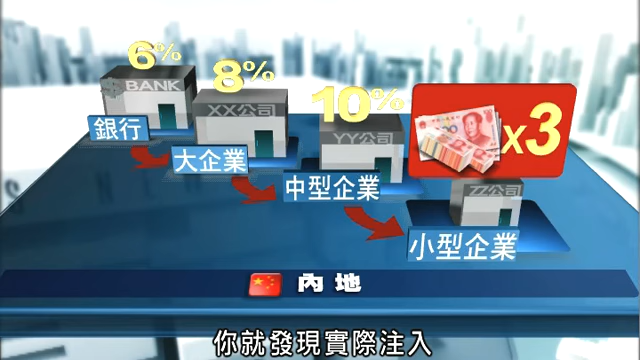 6%
8%
10%
$BANK
XX公司
YY公司
X3
ZZ公司
銀行
大企業
中型企業
小型企業
內地
你就發現實際注入